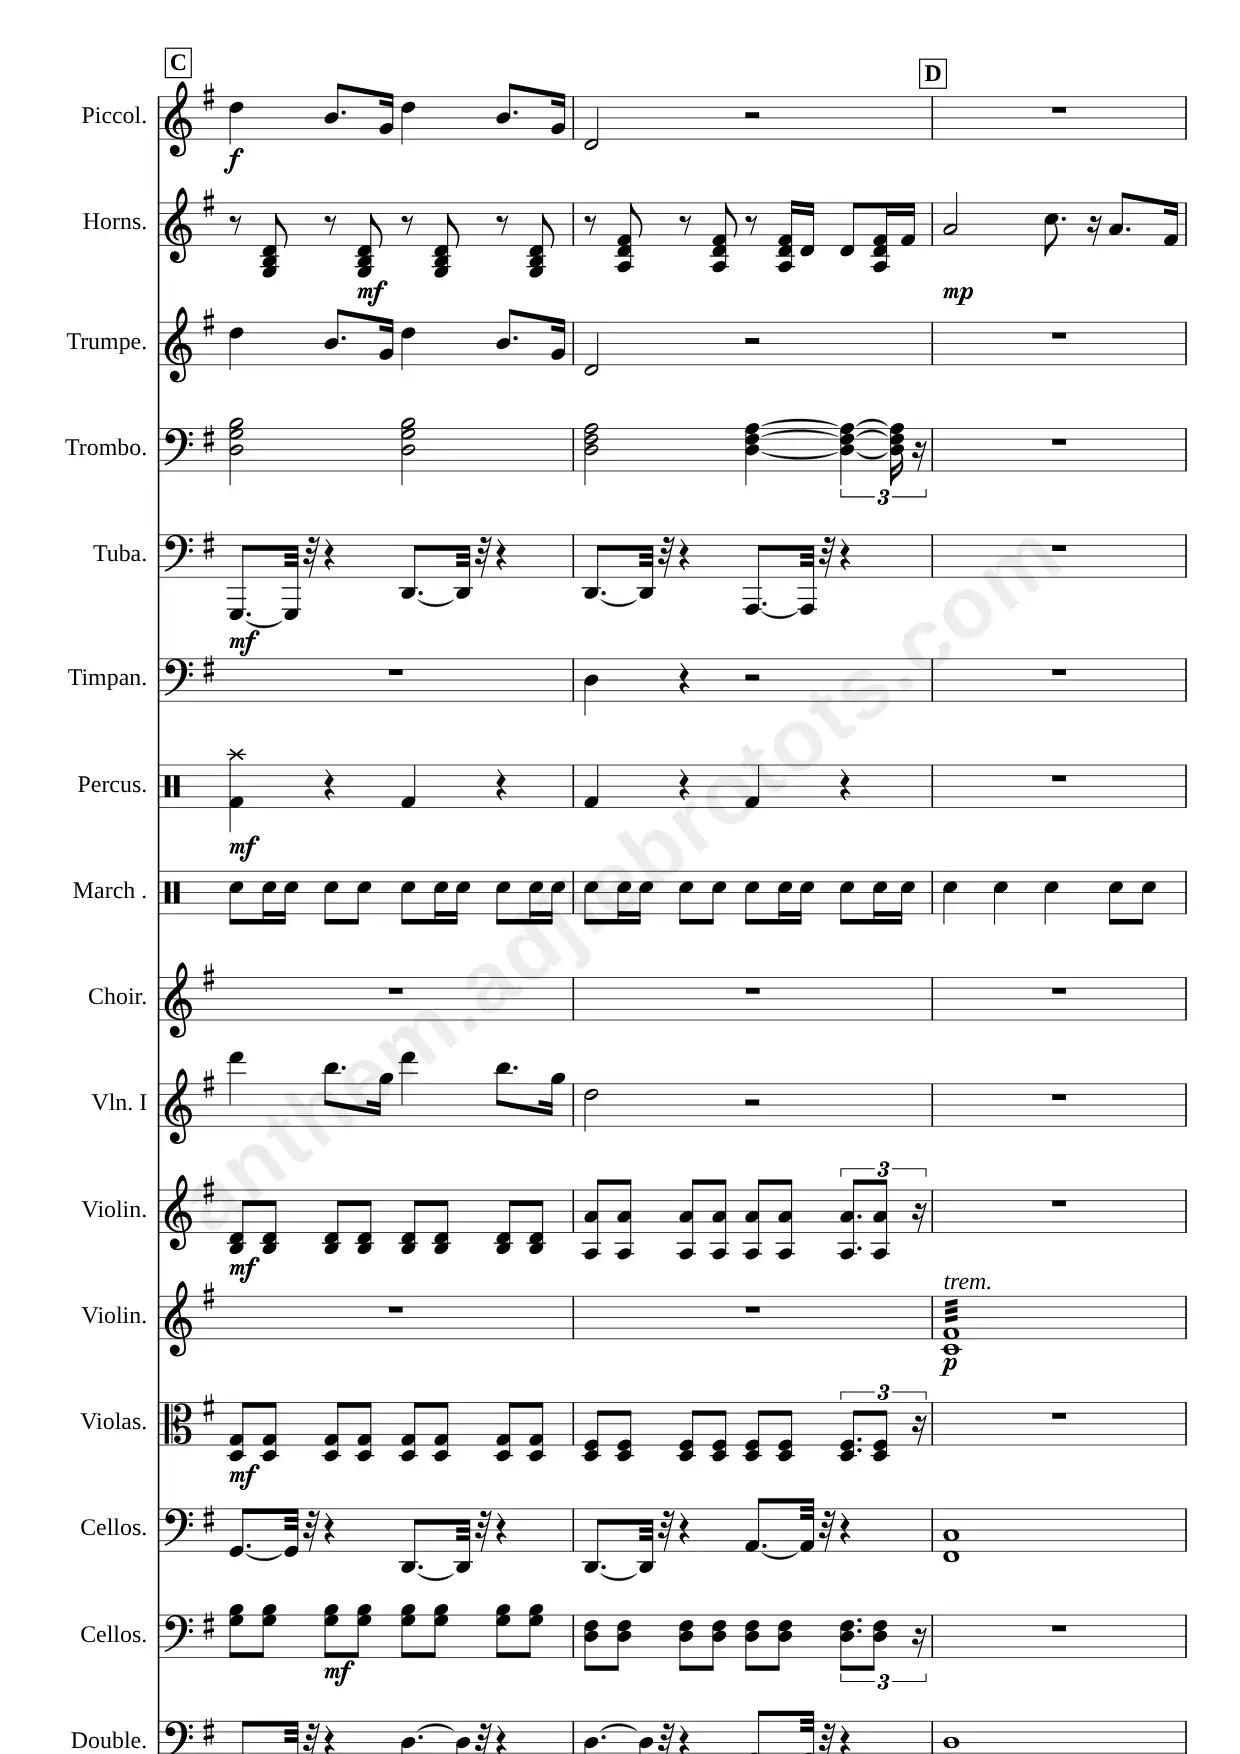 C
D
Piccol.
f
Horns.
mf
mp
Trumpe.
Trombo.
3
Tuba.
mf
Timpan.
Percus.
mf
March .
Choir.
Vln. I
3
Violin.
mf
trem.
Violin.
p
3
Violas.
mf
Cellos.
Cellos.
mf
3
Double.
anthem.adjiebrotots.com